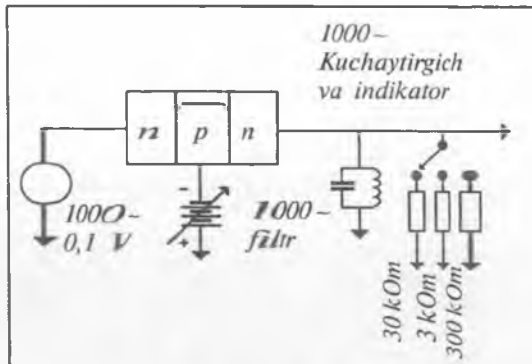 1000~
Kuchaytirgich
va indikator
n p n
-
+
1000~
0,1 V
1000~
filtr
30 kOm
3 kOm
300 kOm